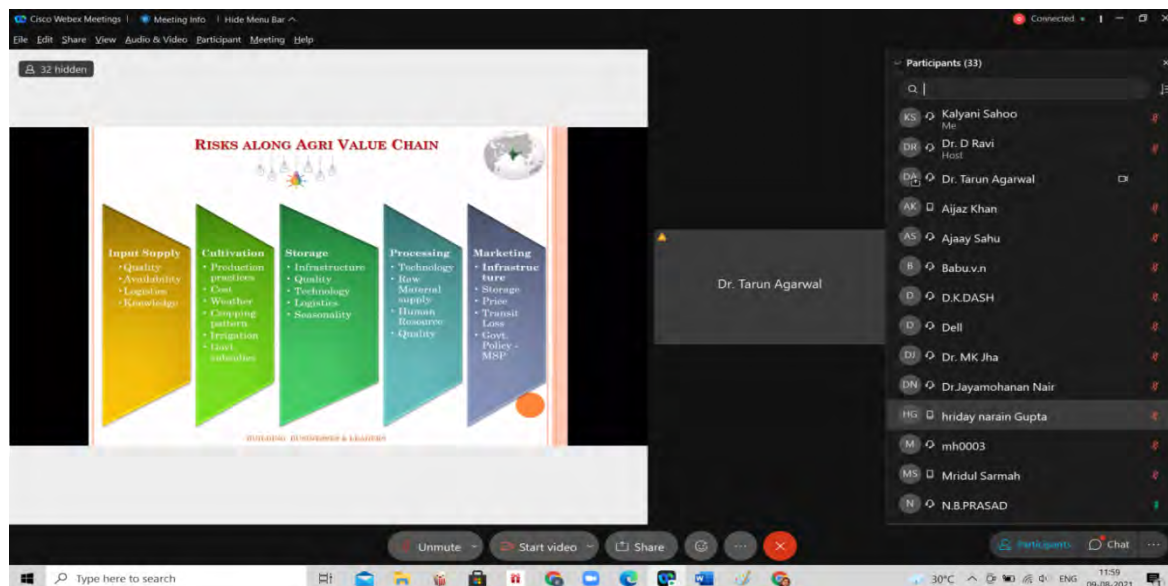 Cisco Webex Meetings
Meeting Info
Hide Menu Bar
Connected
File Edit Share View Audio & Video Participant Meeting Help
32 hidden
RISKS ALONG AGRI VALUE CHAIN
Input Supply
• Quality
• Availability
• Logistics
• Knowledge
Cultivation
• Production
practices
• Cost
• Weather
• Cropping
pattern
• Irrigation
• Govt.
subsidies
Storage
• Infrastructure
• Quality
• Technology
• Logistics
• Seasonality
Processing
• Technology
• Raw
Material
supply
• Human
Resource
• Quality
Marketing
• Infrastruc
ture
• Storage
• Price
• Transit
Loss
• Govt.
Policy -
MSP
BUILDING BUSINESSES & LEADERS
Dr. Tarun Agarwal
Participants (33)
KS Kalyani Sahoo
Me
DR Dr. D Ravi
Host
DA Dr. Tarun Agarwal
AK Aijaz Khan
AS Ajaay Sahu
B Babu.v.n
D D.K.DASH
D Dell
DJ Dr. MK Jha
DN Dr.Jayamohanan Nair
HG hriday narain Gupta
M mh0003
MS Mridul Sarmah
N N.B.PRASAD
Unmute
Start video
Share
Participants
Chat
Type here to search
30°C
ENG
11:59
09-08-2021